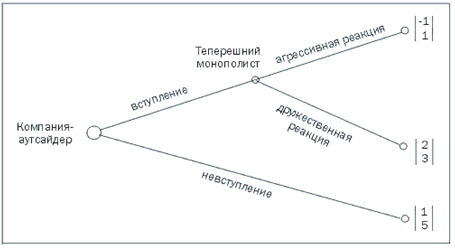 Теперешний
монополист
агрессивная реакция
|-1|
| 1 |
вступление
Компания-
аутсайдер
дружественная
реакция
| 2 |
| 3 |
невступление
| 1 |
| 5 |